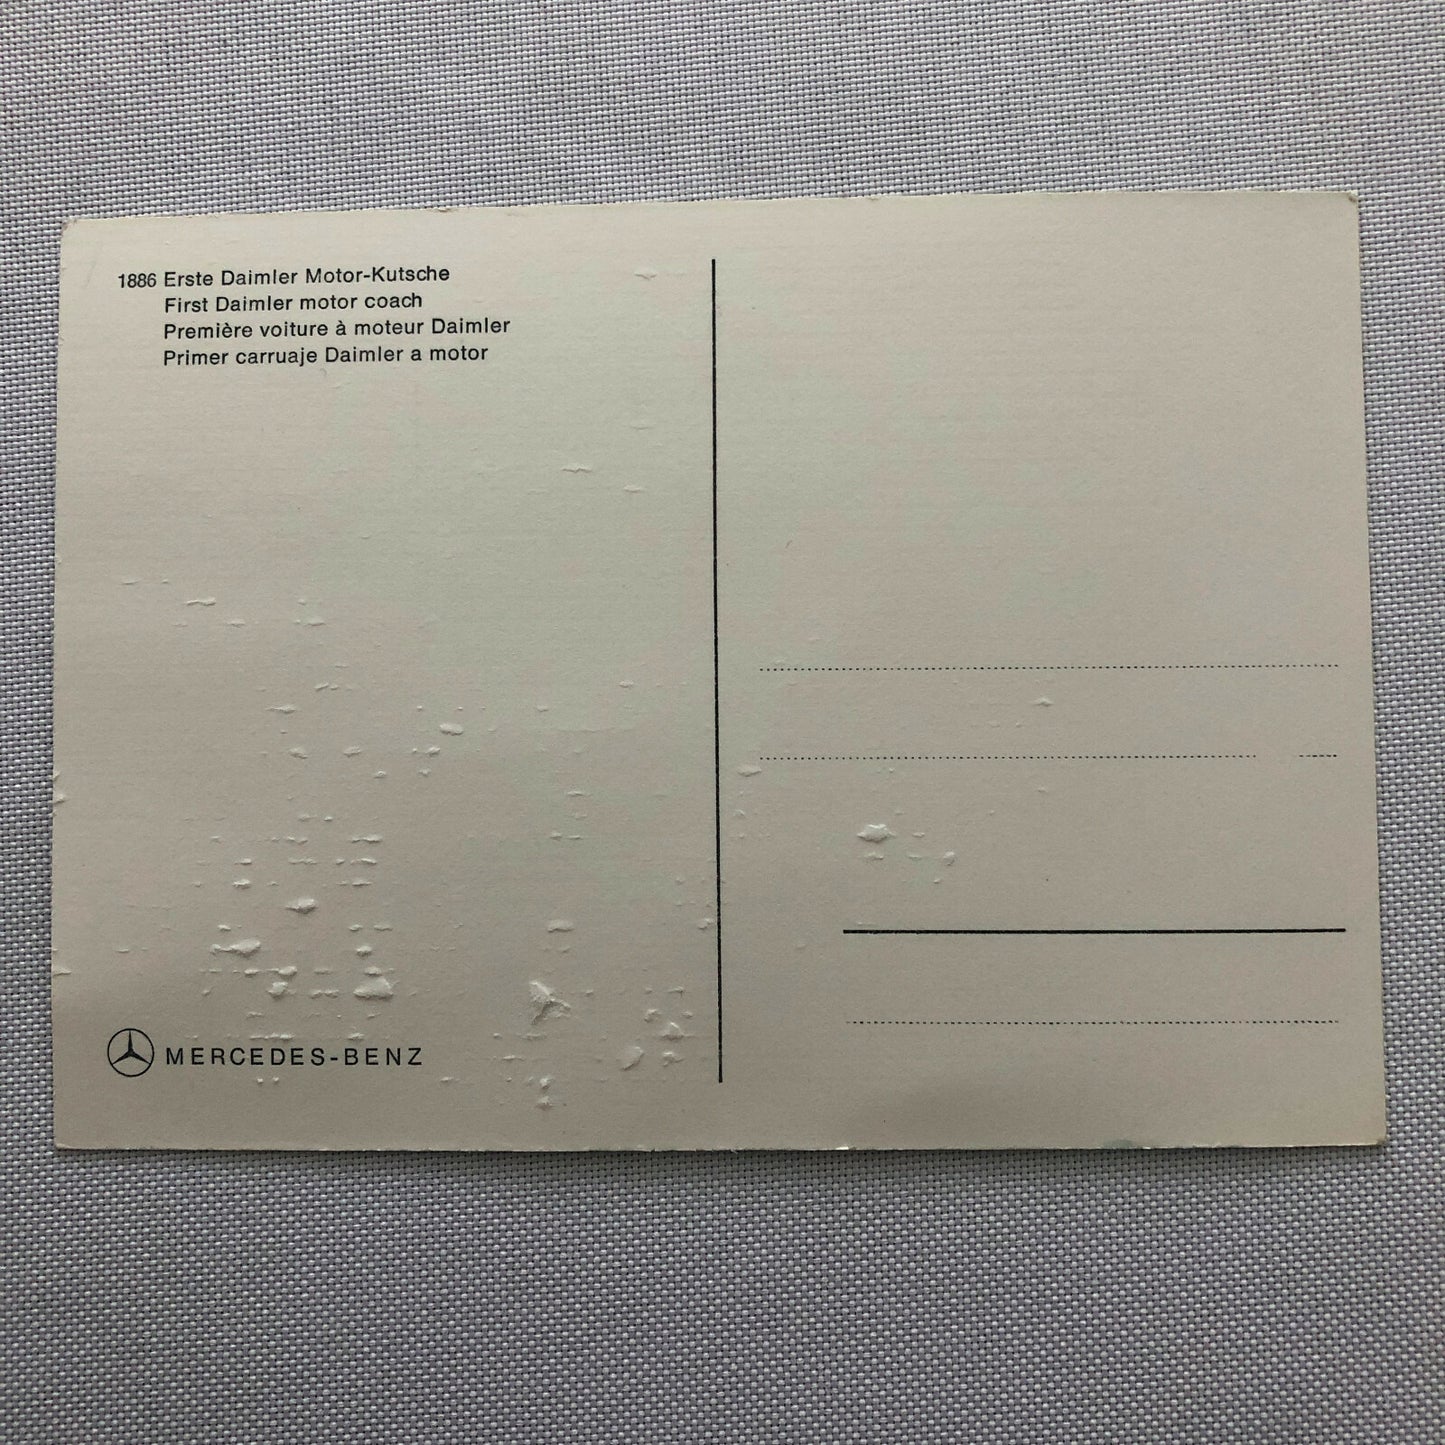 1886 Erste Daimler Motor-Kutsche
First Daimler motor coach
Première voiture à moteur Daimler
Primer carruaje Daimler a motor
MERCEDES-BENZ